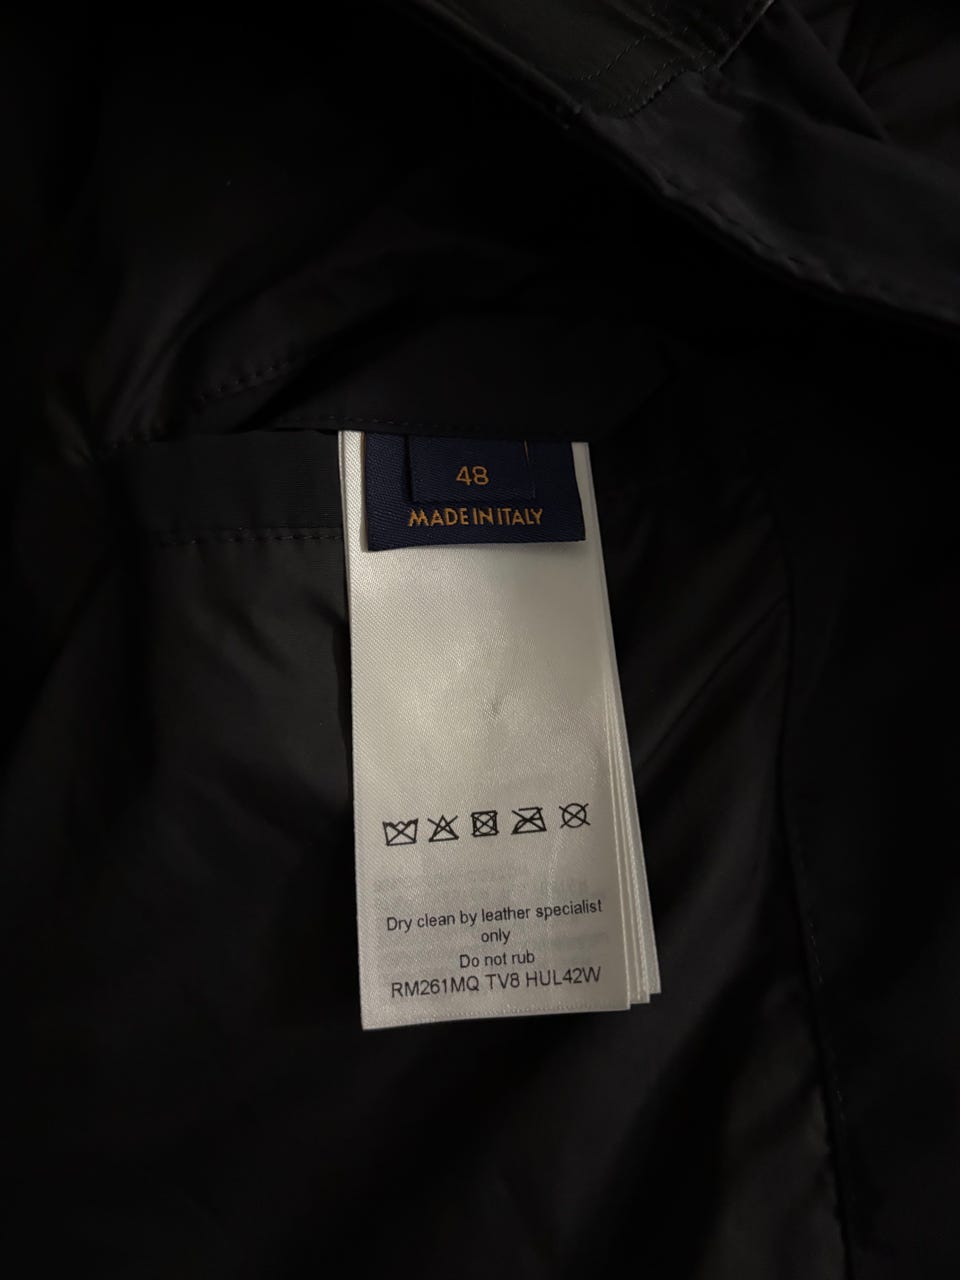 48
MADE IN ITALY
Dry clean by leather specialist
only
Do not rub
RM261MQ TV8 HUL42W